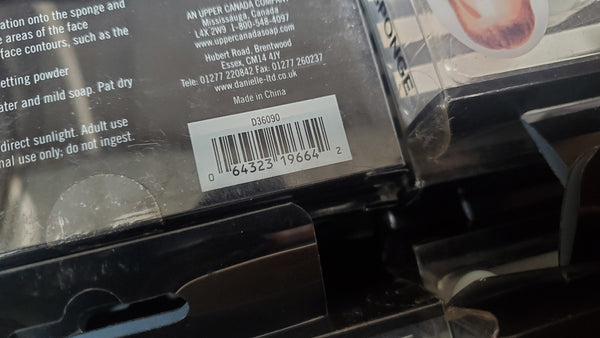 ation onto the sponge and
e areas of the face
face contours, such as the
etting powder
ater and mild soap. Pat dry
direct sunlight. Adult use
nal use only; do not ingest.
AN UPPER CANADA COMPANY
Mississauga, Canada
L4X 2W9 1-800-548-4097
www.uppercanadasoap.com
Hubert Road, Brentwood
Essex, CM14 4JY
Tele: 01277 220842 Fax: 01277 260237
www.danielle-ltd.co.uk
Made in China
D36090
0 64323 19664 2
PONGE